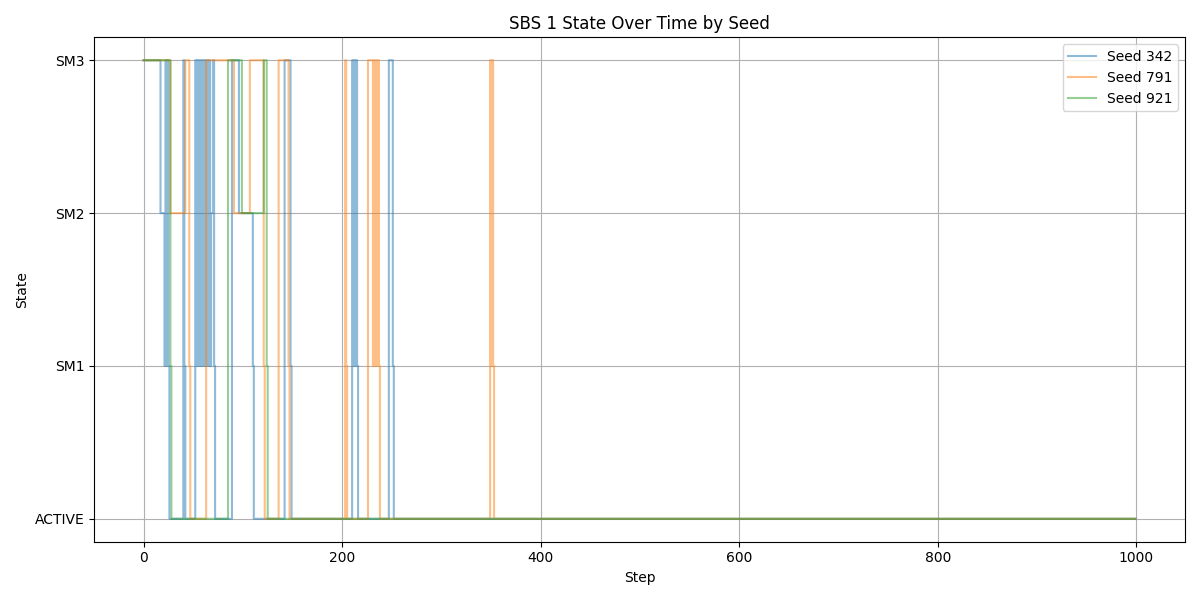 SBS 1 State Over Time by Seed
SM3
SM2
SM1
ACTIVE
State
0
200
400
600
800
1000
Step
Seed 342
Seed 791
Seed 921